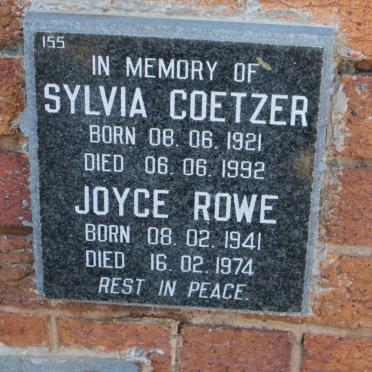 155
IN MEMORY OF
SYLVIA COETZER
BORN 08. 06. 1921
DIED 06. 06. 1992
JOYCE ROWE
BORN 08. 02. 1941
DIED 16. 02. 1974
REST IN PEACE.